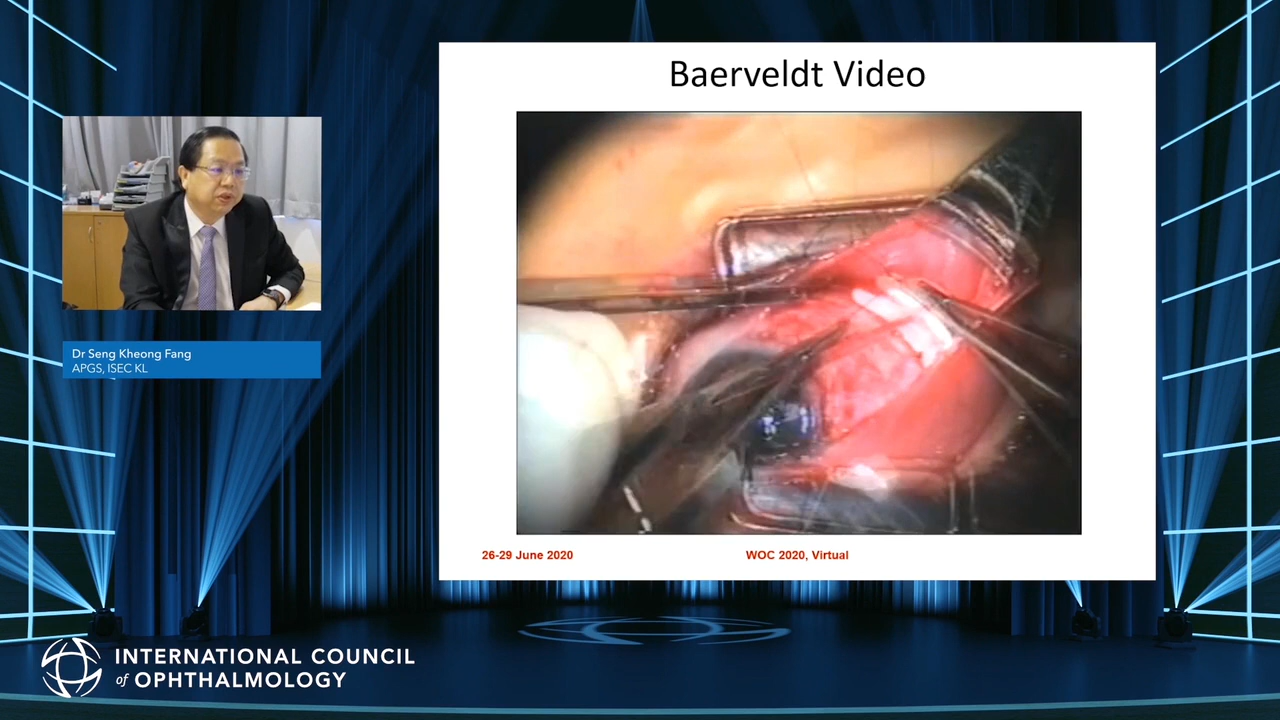 Baerveldt Video
Dr Seng Kheong Fang
APGS, ISEC KL
26-29 June 2020
WOC 2020, Virtual
INTERNATIONAL COUNCIL
of OPHTHALMOLOGY